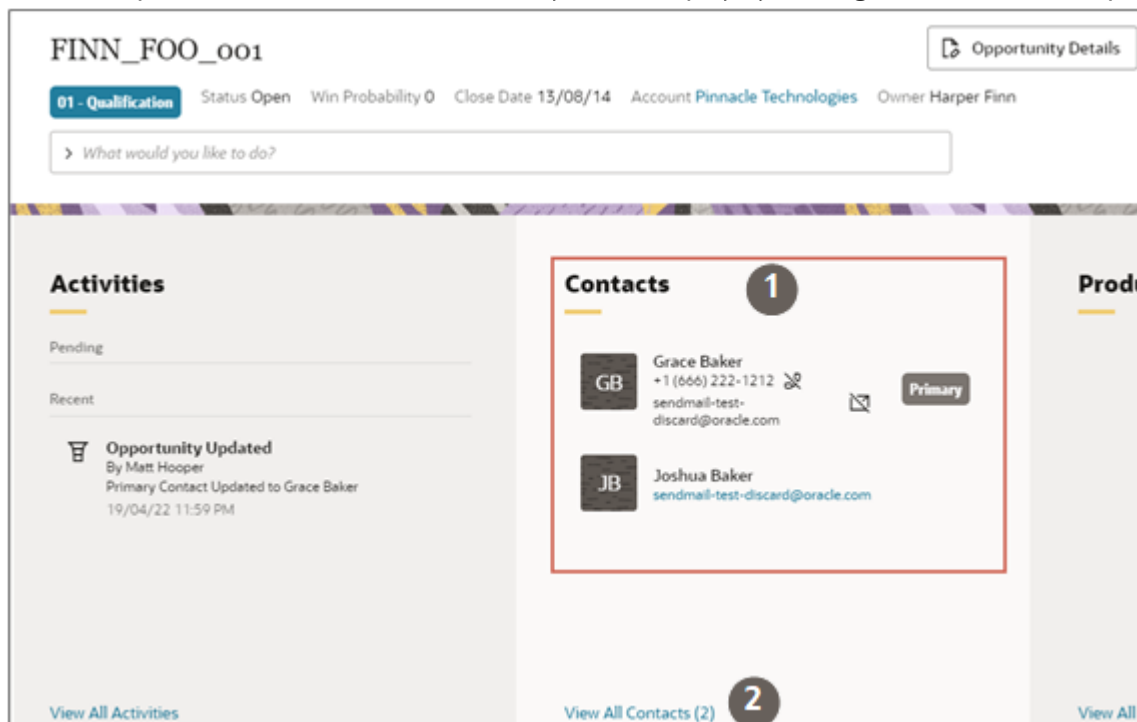 FINN_FOO_001
Opportunity Details
01 - Qualification Status Open Win Probability 0 Close Date 13/08/14 Account Pinnacle Technologies Owner Harper Finn
> What would you like to do?
Activities
Pending
Recent
Opportunity Updated
By Matt Hooper
Primary Contact Updated to Grace Baker
19/04/22 11:59 PM
View All Activities
Contacts
1
GB
Grace Baker
+1 (666) 222-1212
sendmail-test-
discard@oracle.com
Primary
JB
Joshua Baker
sendmail-test-discard@oracle.com
View All Contacts (2)
2
Produ
View All